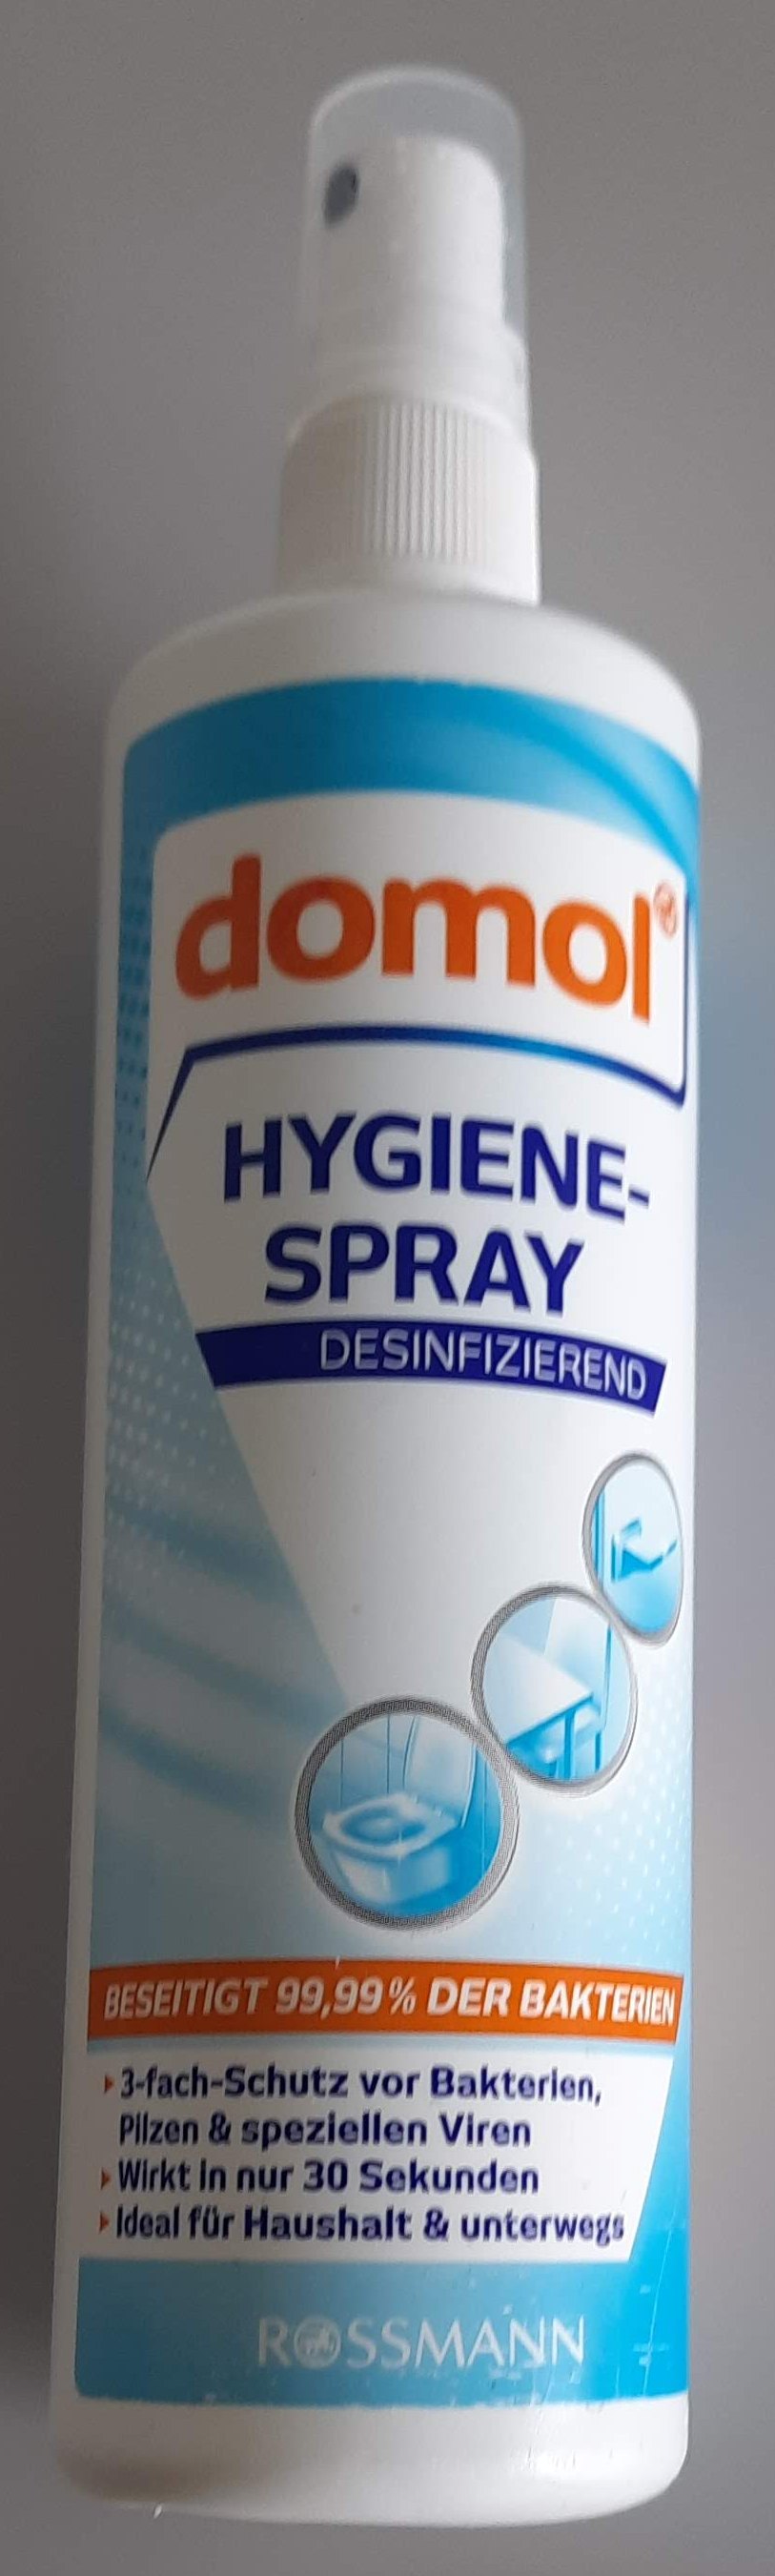 domol®
HYGIENE-
SPRAY
DESINFIZIEREND
BESEITIGT 99,99% DER BAKTERIEN
3-fach-Schutz vor Bakterien,
Pilzen & speziellen Viren
Wirkt in nur 30 Sekunden
Ideal für Haushalt & unterwegs
ROSSMANN